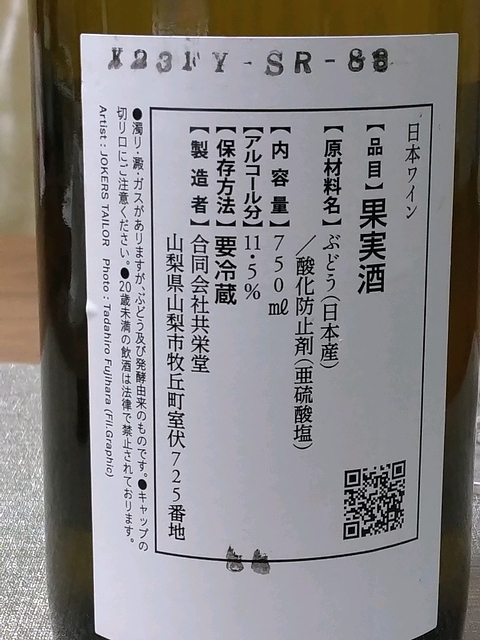 K23FY-SR-88
日本ワイン
【品目】果実酒
【原材料名】ぶどう(日本産)
／酸化防止剤(亜硫酸塩)
【内容量】750㎖
【アルコール分】11・5%
【保存方法】要冷蔵
【製造者】合同会社共栄堂
山梨県山梨市牧丘町室伏725番地
●濁り・澱・ガスがありますが、ぶどう及び発酵由来のものです。●キャップの
切り口にご注意ください。●20歳未満の飲酒は法律で禁止されております。
Artist : JOKERS TAILOR Photo : Tadahiro Fujihara (FII.Graphic)